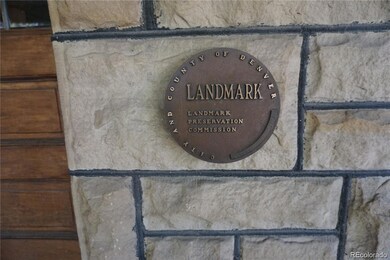 CITY AND COUNTY OF DENVER
LANDMARK
LANDMARK
PRESERVATION
COMMISSION
REcolorado